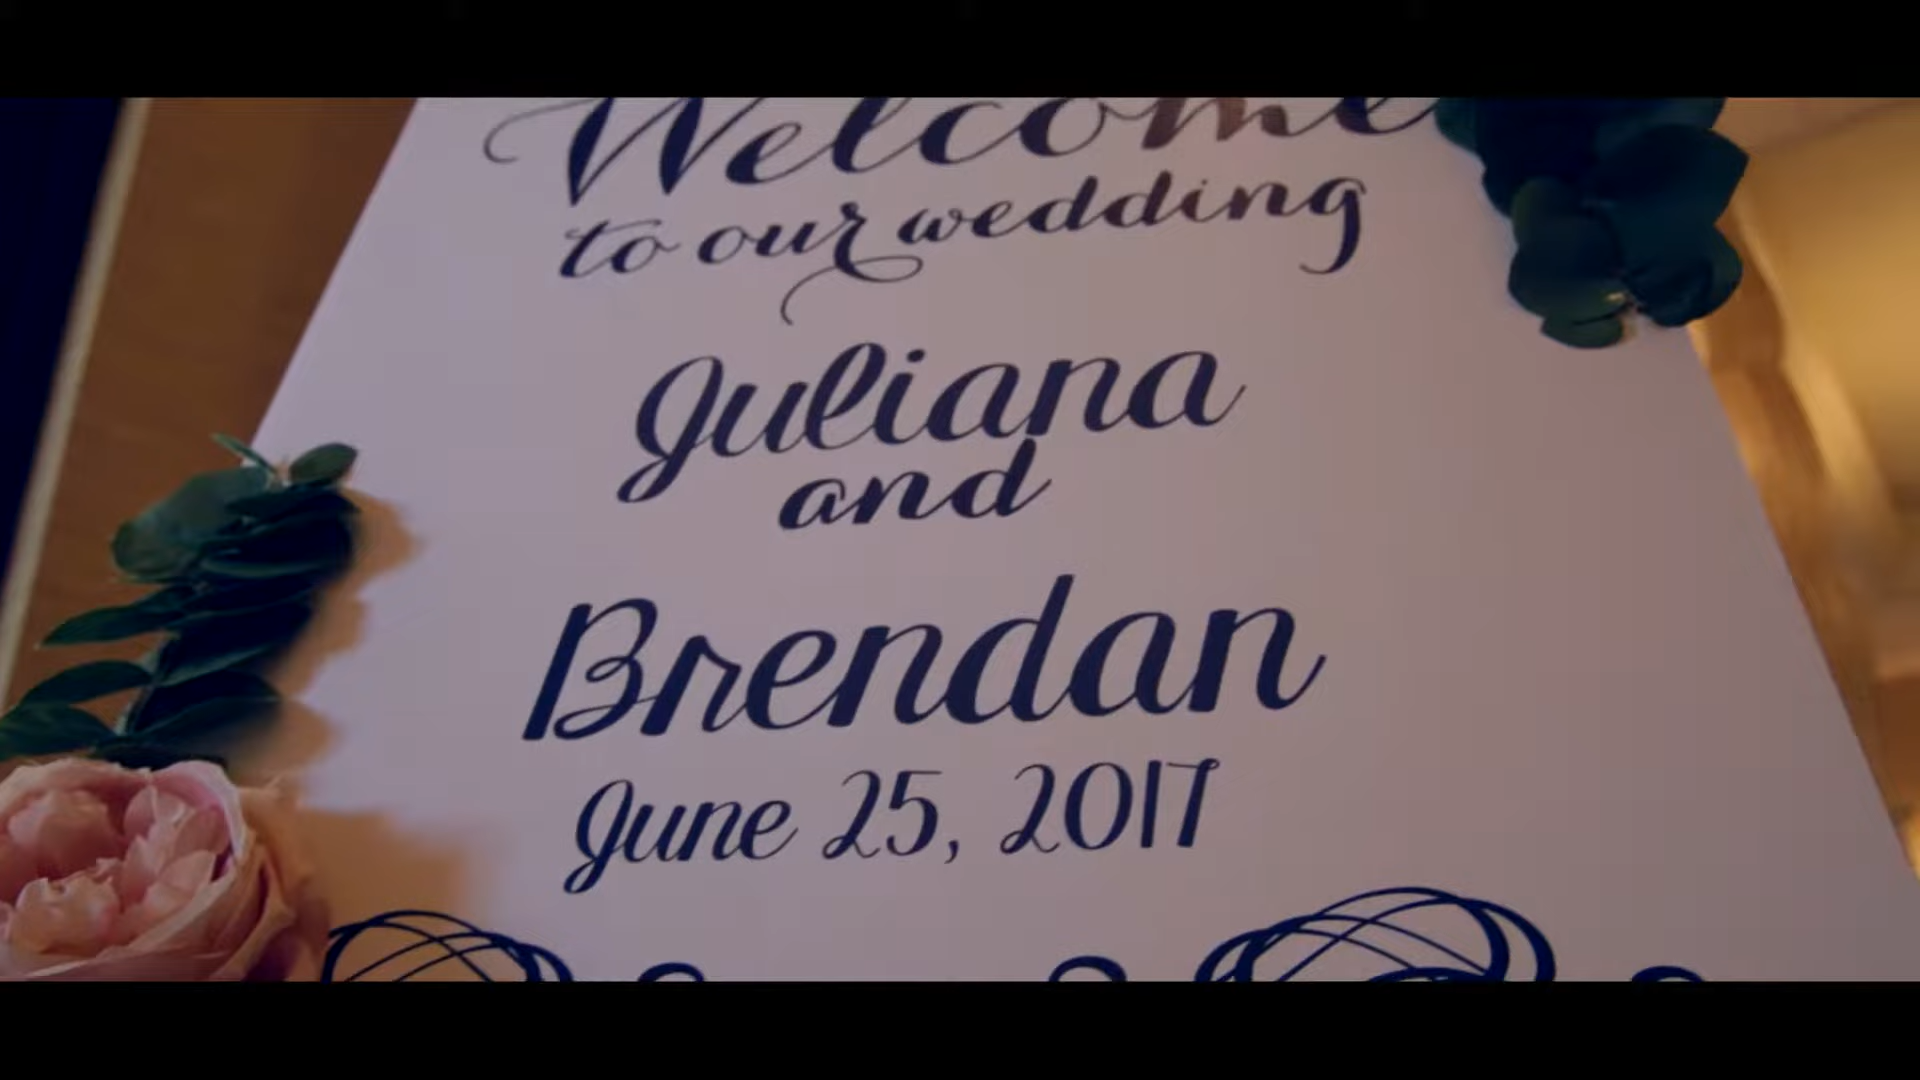 Welcome
to our wedding
Juliana
and
Brendan
June 25, 2017